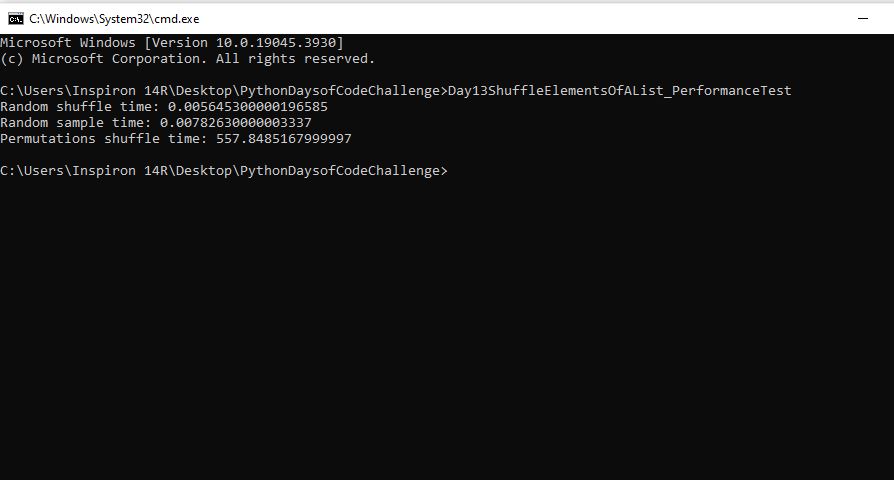 C:\Windows\System32\cmd.exe
Microsoft Windows [Version 10.0.19045.3930]
(c) Microsoft Corporation. All rights reserved.
C:\Users\Inspiron 14R\Desktop\PythonDaysofCodeChallenge>Day13ShuffleElementsOfAList_PerformanceTest
Random shuffle time: 0.005645300000196585
Random sample time: 0.00782630000003337
Permutations shuffle time: 557.8485167999997
C:\Users\Inspiron 14R\Desktop\PythonDaysofCodeChallenge>